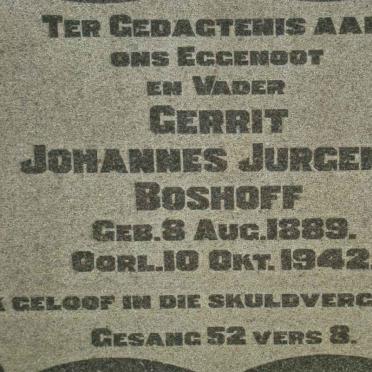 TER GEDAGTENIS AAN
ONS EGGENOOT
EN VADER
GERRIT
JOHANNES JURGE
BOSHOFF
GEB. 8 AUG. 1889.
OORL. 10 OKT. 1942.
K GELOOF IN DIE SKULDVERG
GESANG 52 VERS 8.